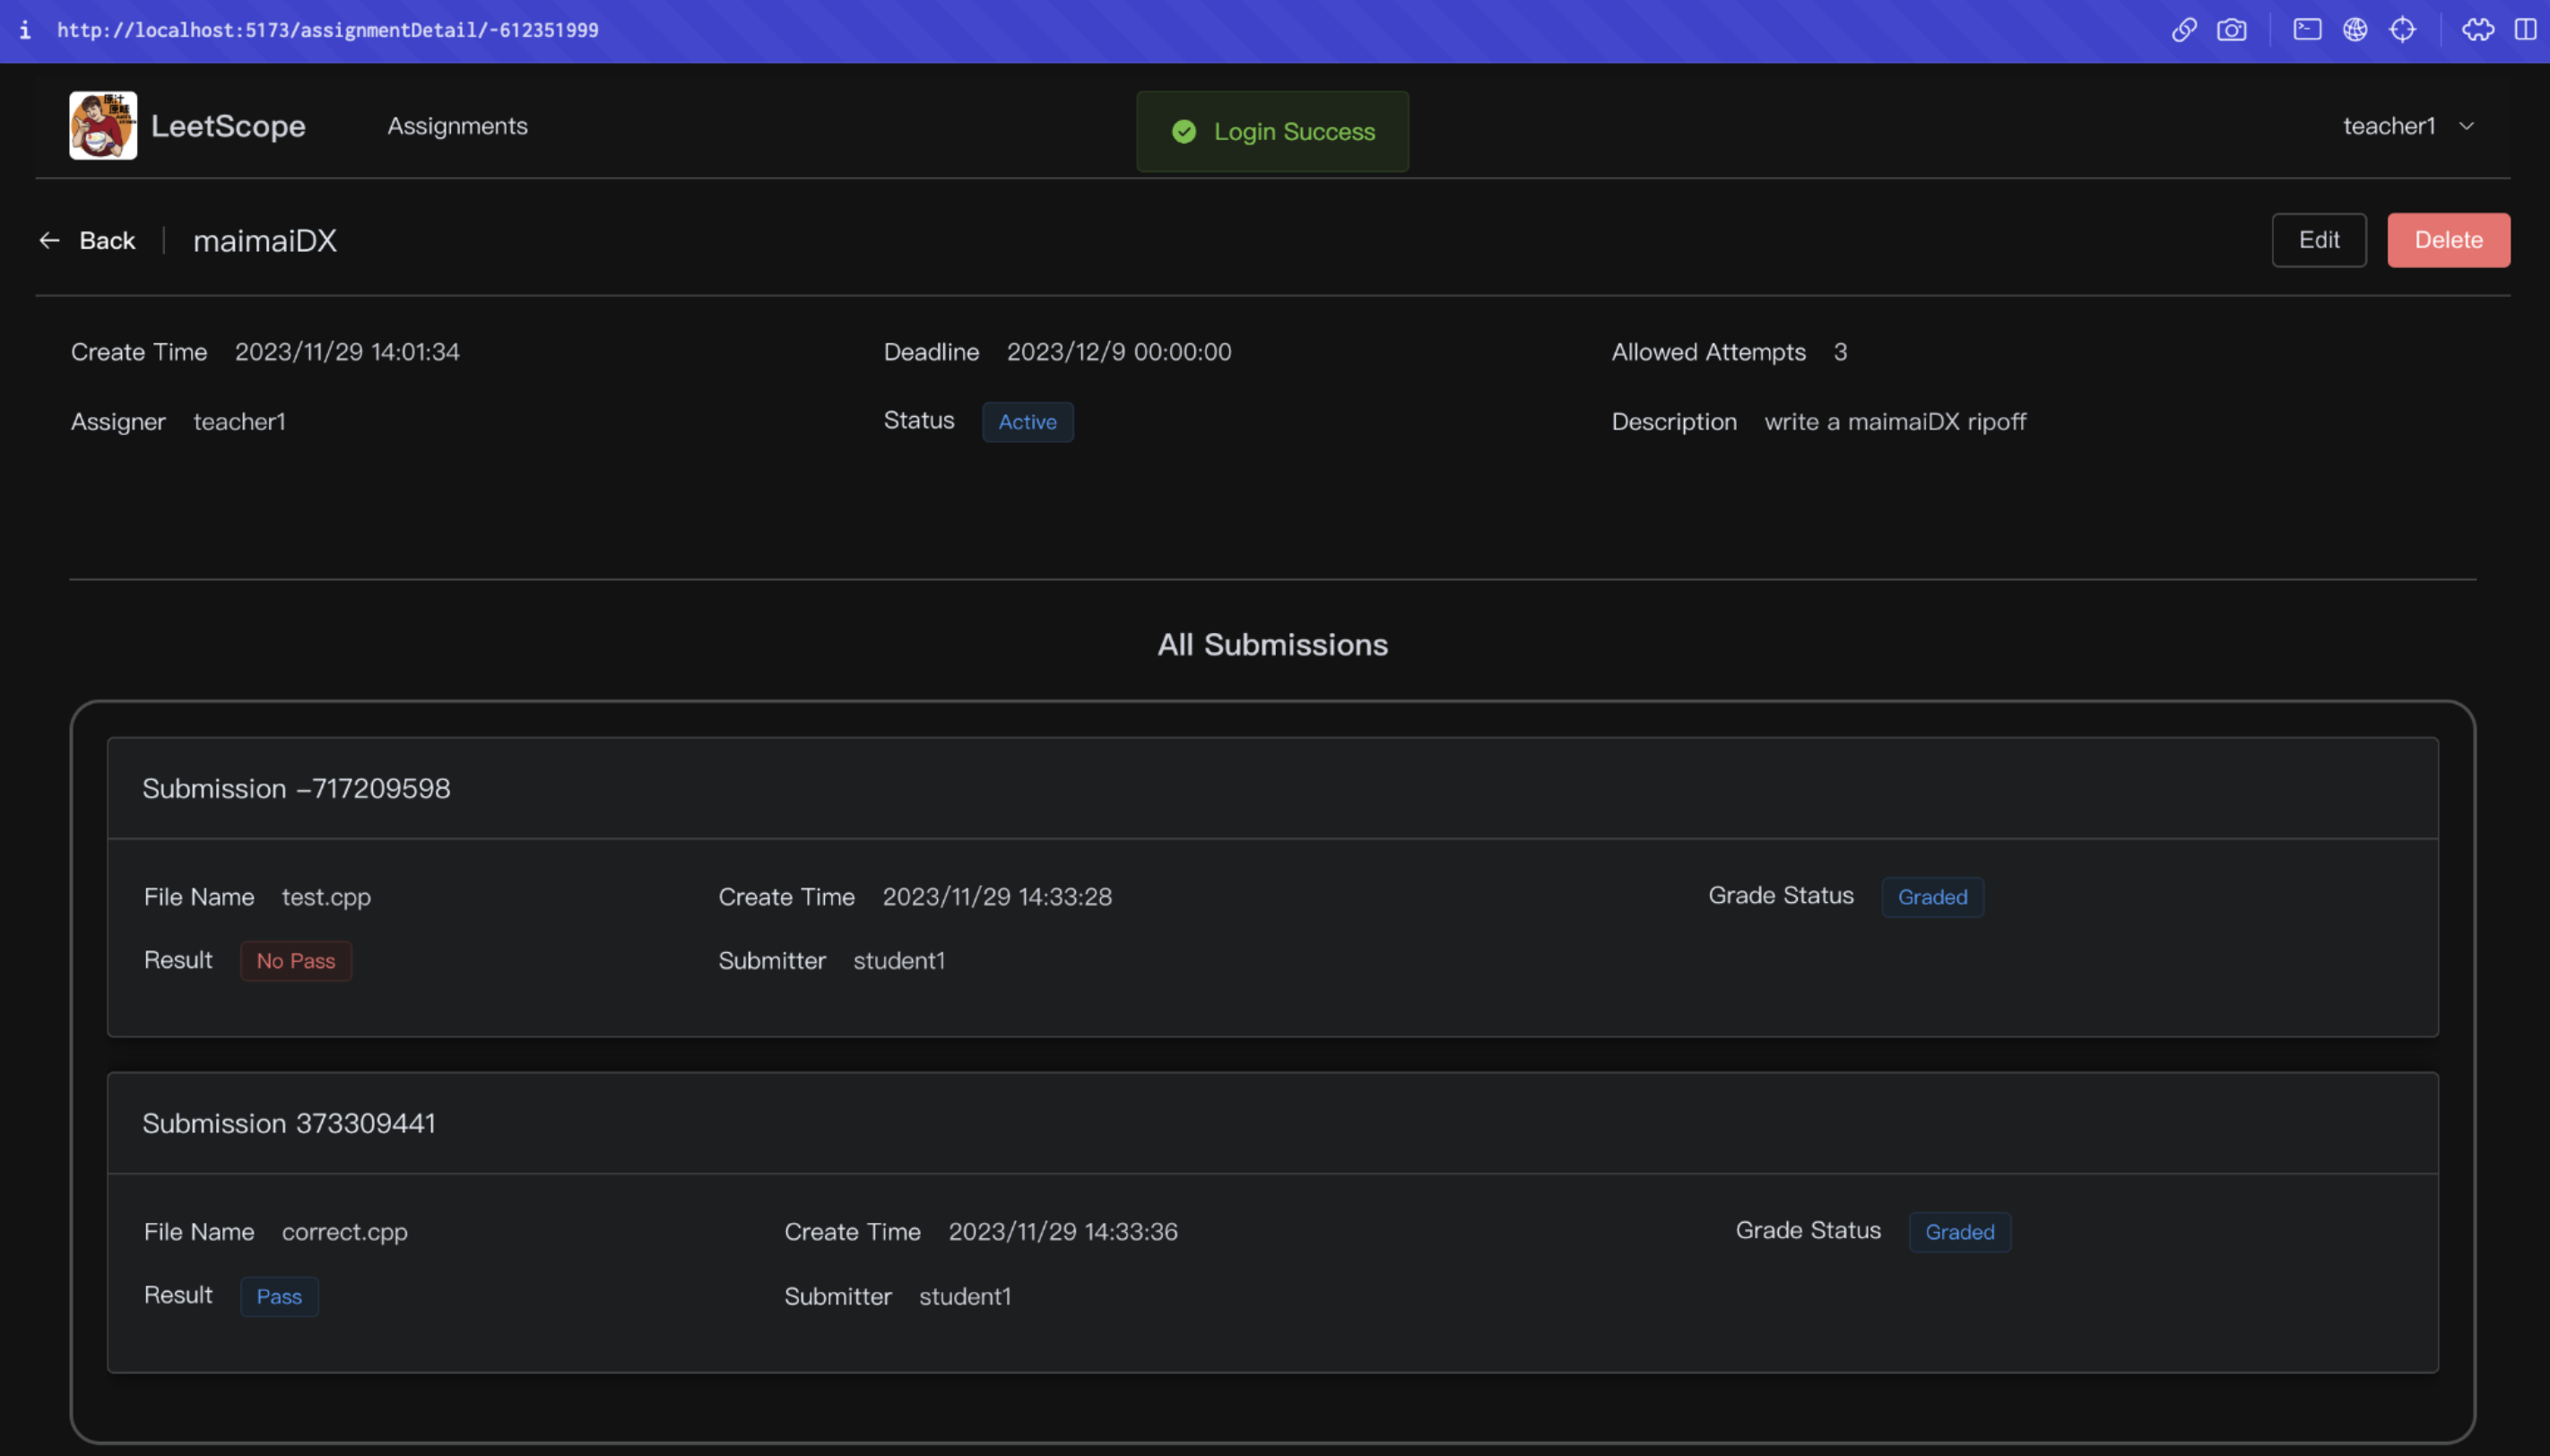 http://localhost:5173/assignmentDetail/-612351999
原汁
原味
LeetScope Assignments Login Success teacher1
Back maimaiDX Edit Delete
Create Time 2023/11/29 14:01:34 Deadline 2023/12/9 00:00:00 Allowed Attempts 3
Assigner teacher1 Status Active Description write a maimaiDX ripoff
All Submissions
Submission -717209598
File Name test.cpp Create Time 2023/11/29 14:33:28 Grade Status Graded
Result No Pass Submitter student1
Submission 373309441
File Name correct.cpp Create Time 2023/11/29 14:33:36 Grade Status Graded
Result Pass Submitter student1